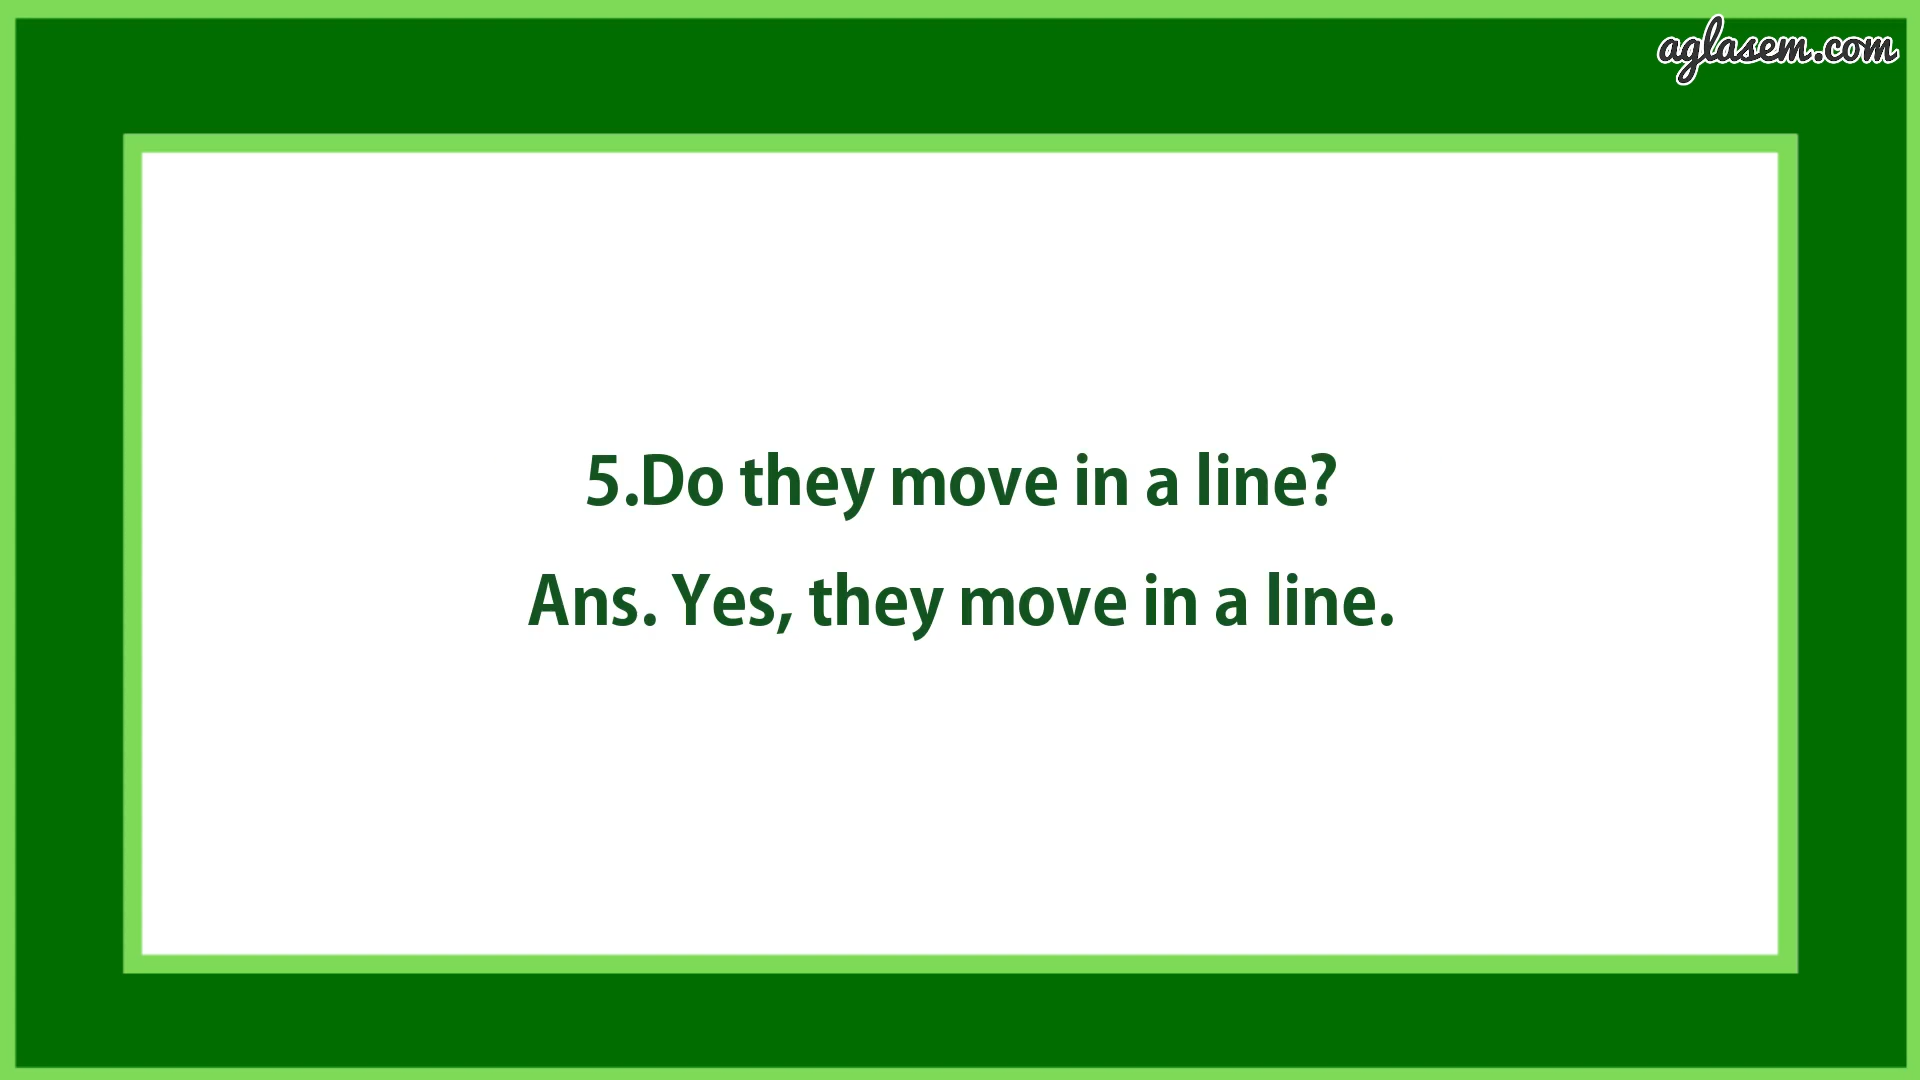 aglasem.com
5.Do they move in a line?
Ans. Yes, they move in a line.